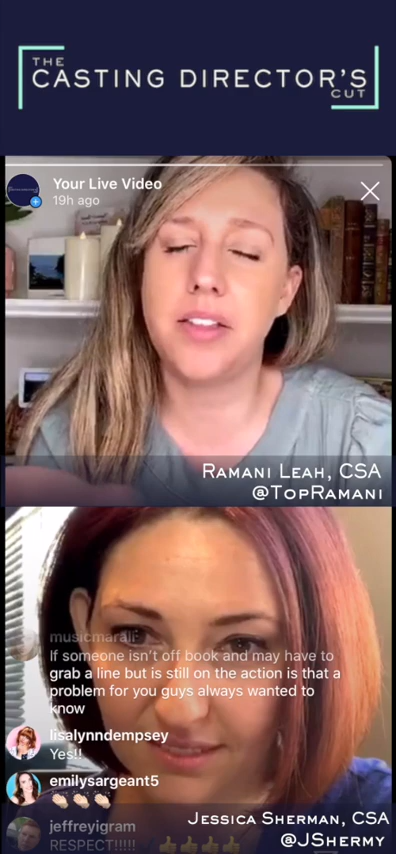 THE
CASTING DIRECTOR'S
CUT
Your Live Video
19h ago
RAMANI LEAH, CSA
@TOPRAMANI
musicmarali
If someone isn't off book and may have to
grab a line but is still on the action is that a
problem for you guys always wanted to
know
lisalynndempsey
Yes!!
emilysargeant5
👏🏻👏🏻👏🏻
JESSICA SHERMAN, CSA
jeffreyigram
@JSHERMY
RESPECT!!!!! 👍👍👍👍